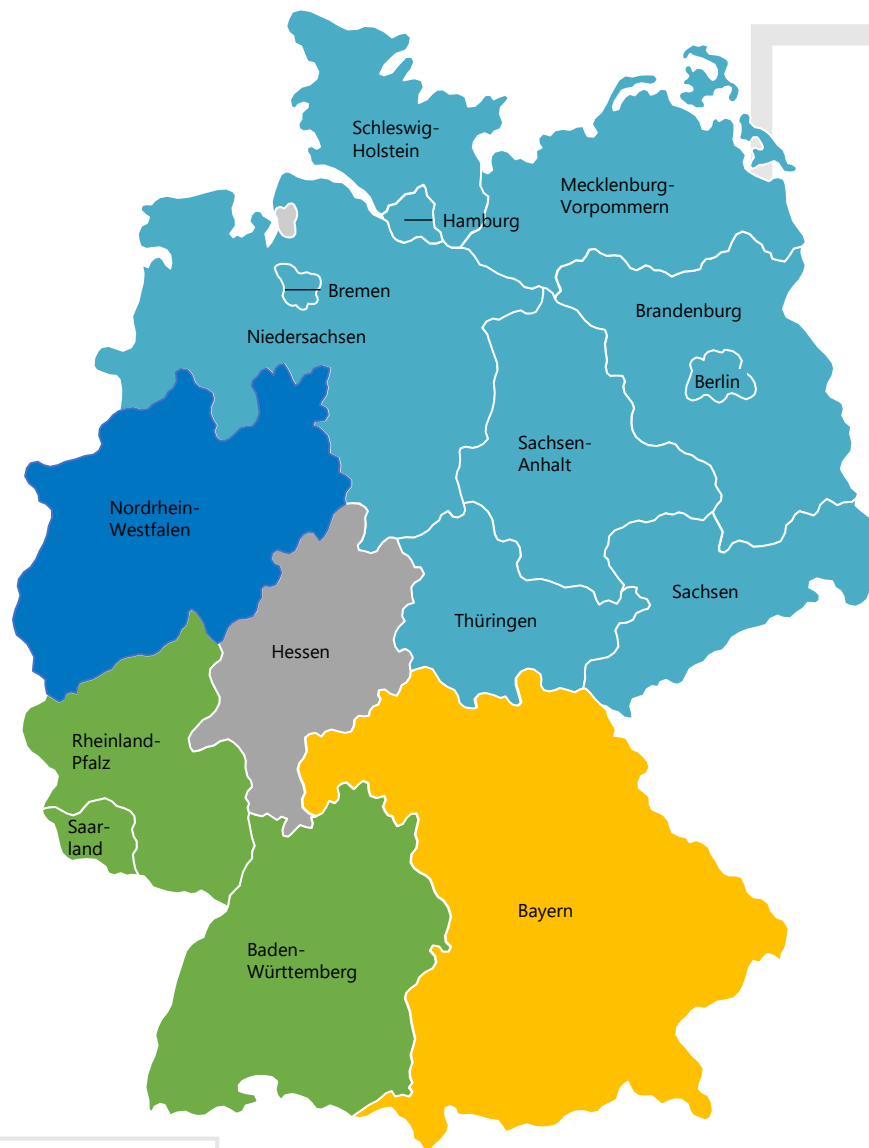 Schleswig-
Holstein
Mecklenburg-
Vorpommern
Hamburg
Bremen
Brandenburg
Niedersachsen
Berlin
Sachsen-
Anhalt
Nordrhein-
Westfalen
Sachsen
Thüringen
Hessen
Rheinland-
Pfalz
Saar-
land
Bayern
Baden-
Württemberg